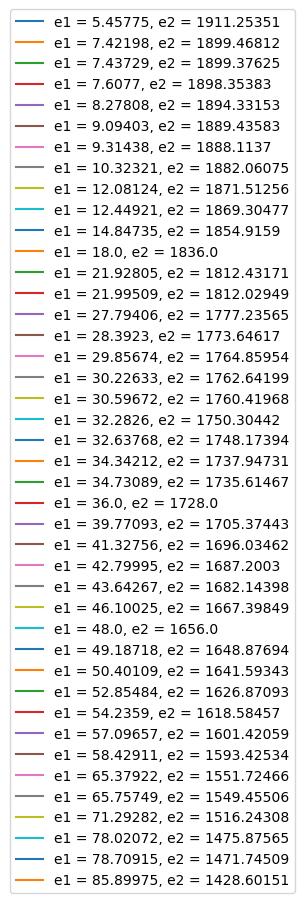 e1 = 5.45775, e2 = 1911.25351
e1 = 7.42198, e2 = 1899.46812
e1 = 7.43729, e2 = 1899.37625
e1 = 7.6077, e2 = 1898.35383
e1 = 8.27808, e2 = 1894.33153
e1 = 9.09403, e2 = 1889.43583
e1 = 9.31438, e2 = 1888.1137
e1 = 10.32321, e2 = 1882.06075
e1 = 12.08124, e2 = 1871.51256
e1 = 12.44921, e2 = 1869.30477
e1 = 14.84735, e2 = 1854.9159
e1 = 18.0, e2 = 1836.0
e1 = 21.92805, e2 = 1812.43171
e1 = 21.99509, e2 = 1812.02949
e1 = 27.79406, e2 = 1777.23565
e1 = 28.3923, e2 = 1773.64617
e1 = 29.85674, e2 = 1764.85954
e1 = 30.22633, e2 = 1762.64199
e1 = 30.59672, e2 = 1760.41968
e1 = 32.2826, e2 = 1750.30442
e1 = 32.63768, e2 = 1748.17394
e1 = 34.34212, e2 = 1737.94731
e1 = 34.73089, e2 = 1735.61467
e1 = 36.0, e2 = 1728.0
e1 = 39.77093, e2 = 1705.37443
e1 = 41.32756, e2 = 1696.03462
e1 = 42.79995, e2 = 1687.2003
e1 = 43.64267, e2 = 1682.14398
e1 = 46.10025, e2 = 1667.39849
e1 = 48.0, e2 = 1656.0
e1 = 49.18718, e2 = 1648.87694
e1 = 50.40109, e2 = 1641.59343
e1 = 52.85484, e2 = 1626.87093
e1 = 54.2359, e2 = 1618.58457
e1 = 57.09657, e2 = 1601.42059
e1 = 58.42911, e2 = 1593.42534
e1 = 65.37922, e2 = 1551.72466
e1 = 65.75749, e2 = 1549.45506
e1 = 71.29282, e2 = 1516.24308
e1 = 78.02072, e2 = 1475.87565
e1 = 78.70915, e2 = 1471.74509
e1 = 85.89975, e2 = 1428.60151